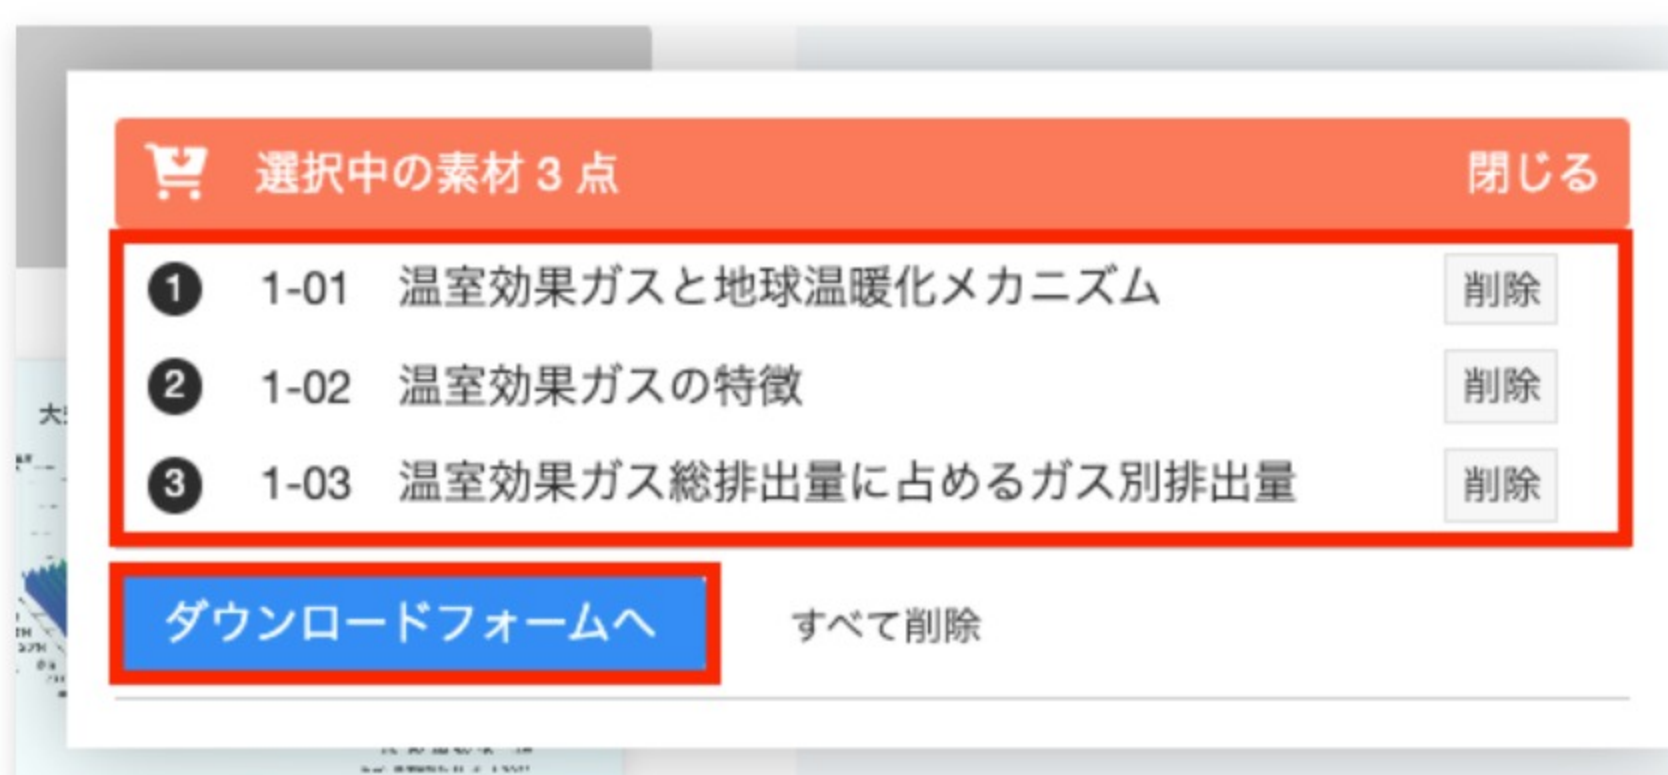 選択中の素材 3 点 閉じる
1 1-01 温室効果ガスと地球温暖化メカニズム 削除
2 1-02 温室効果ガスの特徴 削除
3 1-03 温室効果ガス総排出量に占めるガス別排出量 削除
ダウンロードフォームへ すべて削除